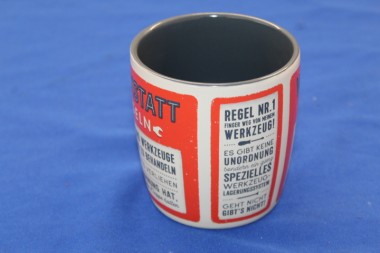 STATT
ELN
WERKZEUGE
BEHANDELN
HAT,
REGEL NR.1
FINGER WEG VON MEINEM
WERKZEUG!
ES GIBT KEINE
UNORDNUNG
SPEZIELLES
WERKZEUG-
LAGERUNGSSYSTEM
GEHT NICHT
GIBT'S NICHT!